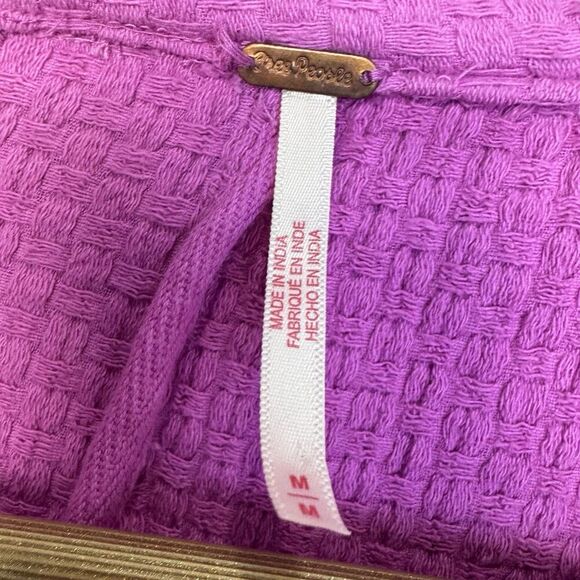 Free People
MADE IN INDIA
FABRIQUÉ EN INDE
HECHO EN INDIA
M
M